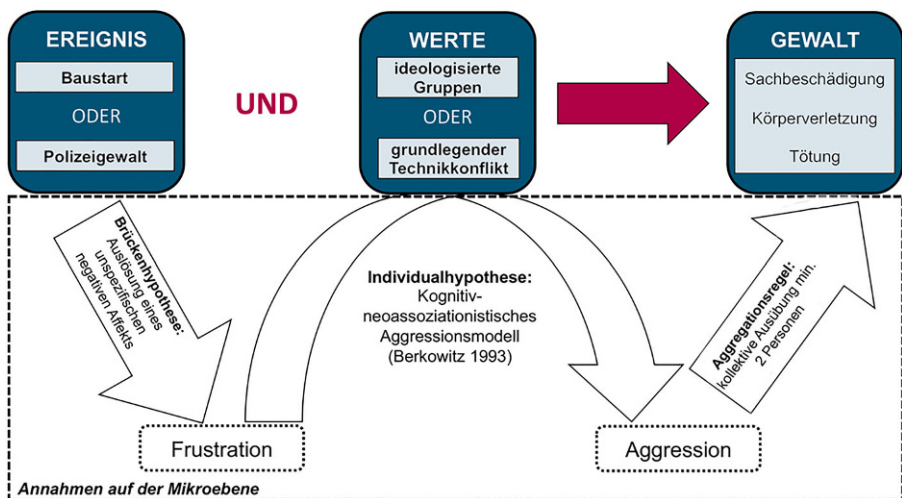 EREIGNIS
Baustart
ODER
Polizeigewalt
UND
WERTE
ideologisierte
Gruppen
ODER
grundlegender
Technikkonflikt
GEWALT
Sachbeschädigung
Körperverletzung
Tötung
Brückenhypothese:
Auslösung eines
unspezifischen
negativen Affekts
Individualhypothese:
Kognitiv-
neoassoziationistisches
Aggressionsmodell
(Berkowitz 1993)
Aggregationsregel:
kollektive Ausübung min.
2 Personen
Frustration
Aggression
Annahmen auf der Mikroebene